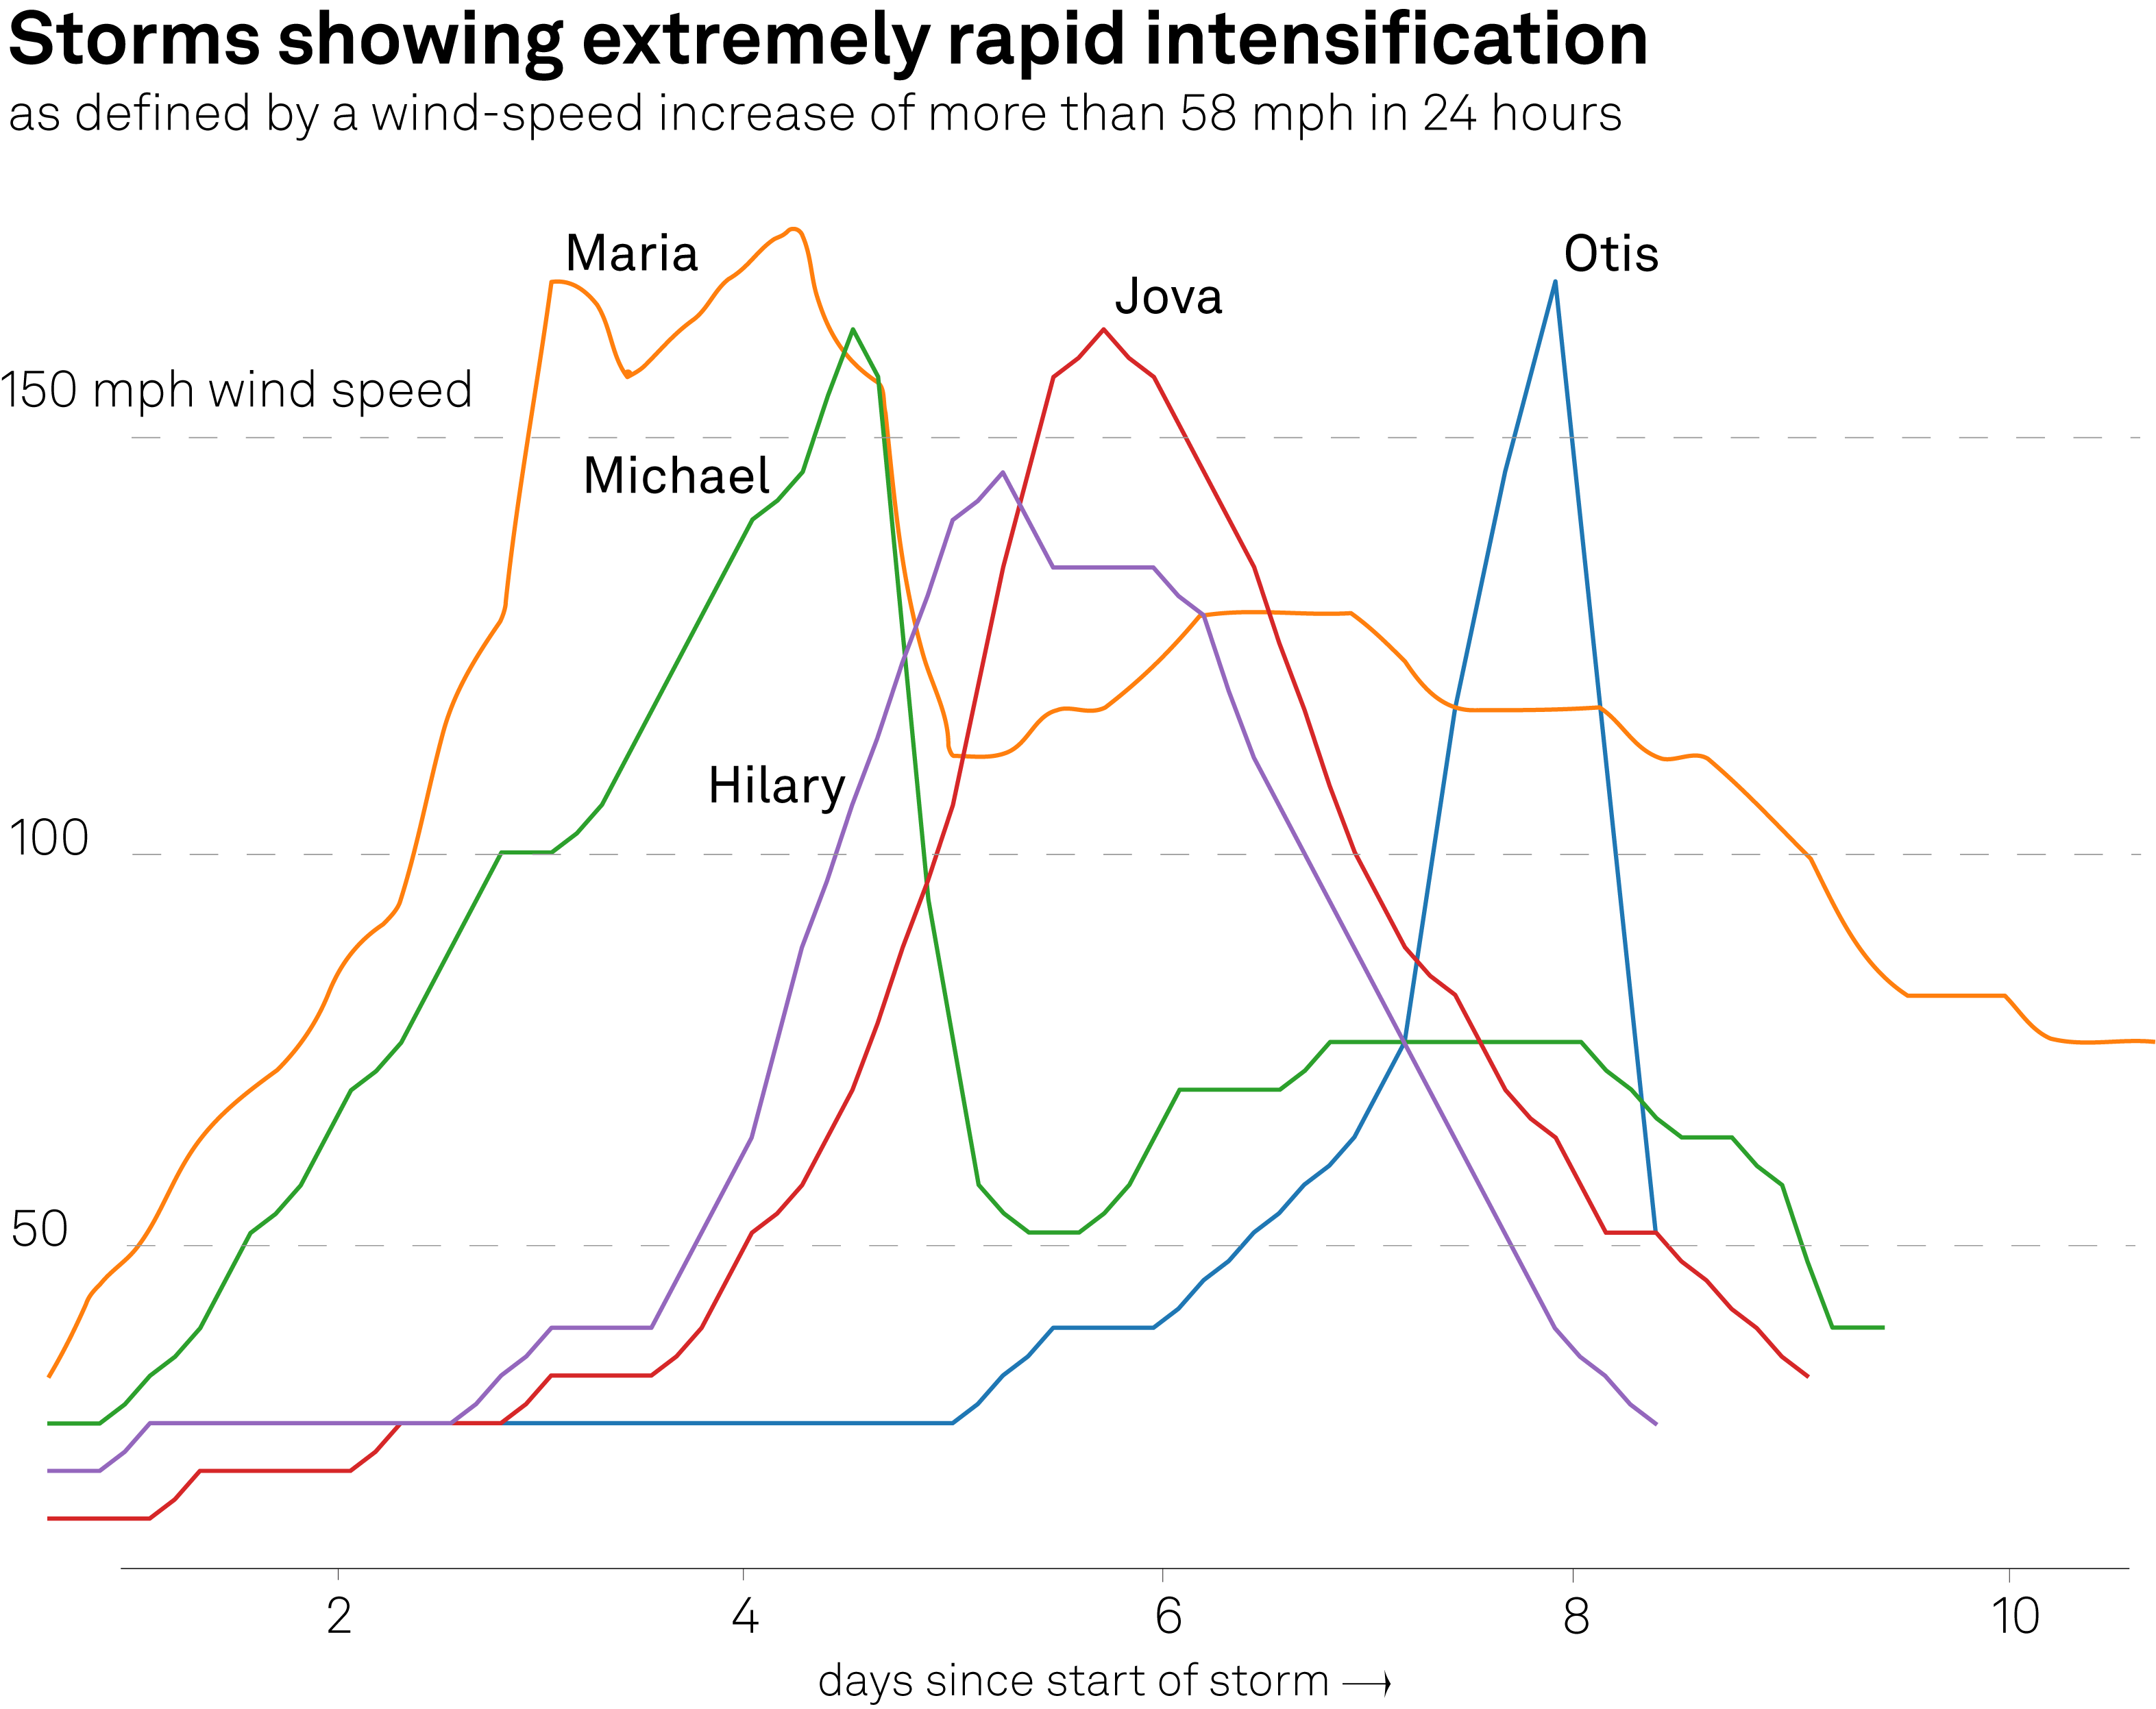 Storms showing extremely rapid intensification
as defined by a wind-speed increase of more than 58 mph in 24 hours
Maria
Otis
Jova
150 mph wind speed
Michael
Hilary
100
50
2 4 6 8 10
days since start of storm →